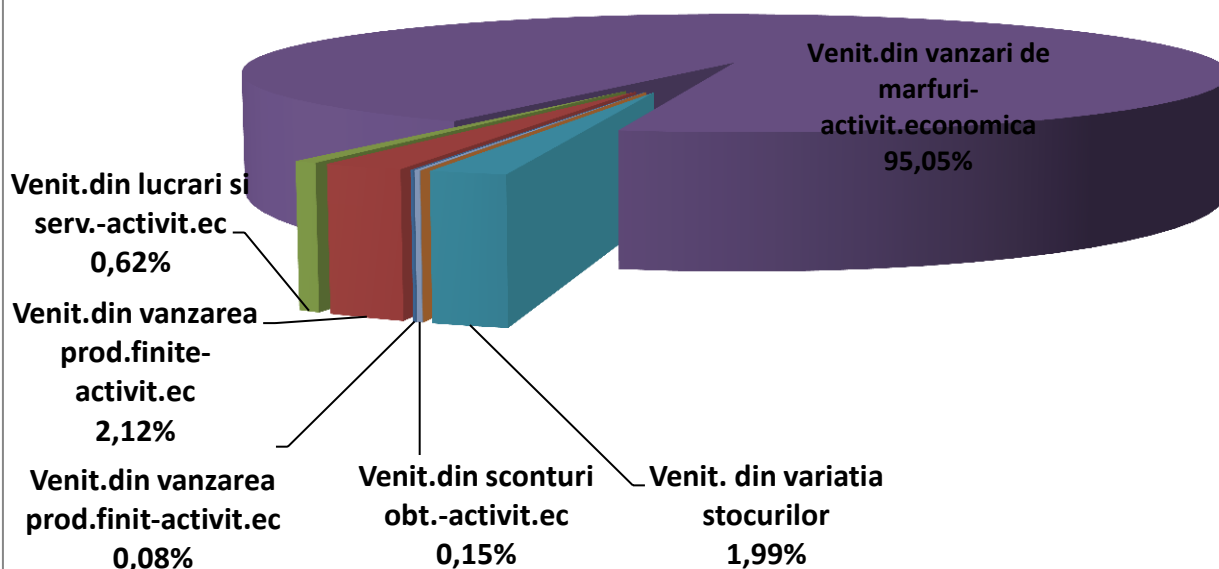 Venit.din vanzari de
marfuri-
activit.economica
95,05%
Venit.din lucrari si
serv.-activit.ec
0,62%
Venit.din vanzarea
prod.finite-
activit.ec
2,12%
Venit.din vanzarea
prod.finit-activit.ec
0,08%
Venit.din sconturi
obt.-activit.ec
0,15%
Venit. din variatia
stocurilor
1,99%